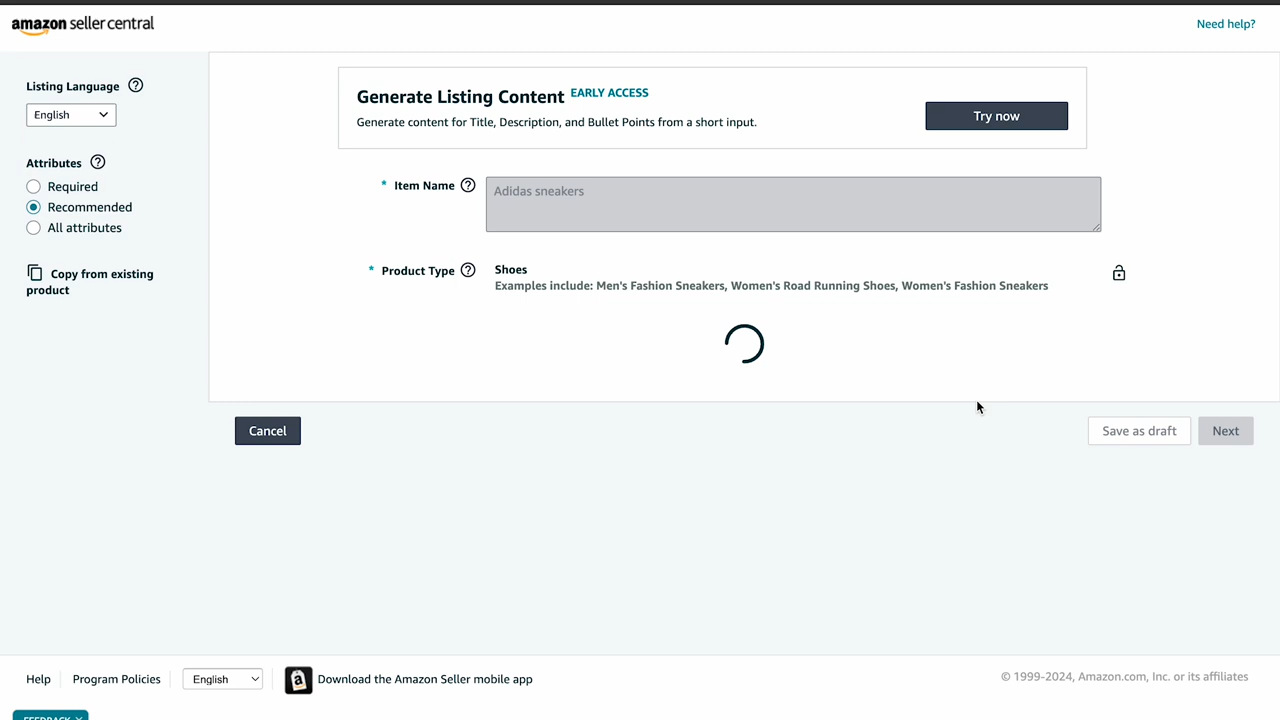 amazon seller central
Need help?
Listing Language
English
Attributes
Required
Recommended
All attributes
Copy from existing
product
Generate Listing Content EARLY ACCESS
Generate content for Title, Description, and Bullet Points from a short input.
Try now
* Item Name
Adidas sneakers
* Product Type
Shoes
Examples include: Men's Fashion Sneakers, Women's Road Running Shoes, Women's Fashion Sneakers
Cancel
Save as draft
Next
Help
Program Policies
English
Download the Amazon Seller mobile app
© 1999-2024, Amazon.com, Inc. or its affiliates
FEEDBACK